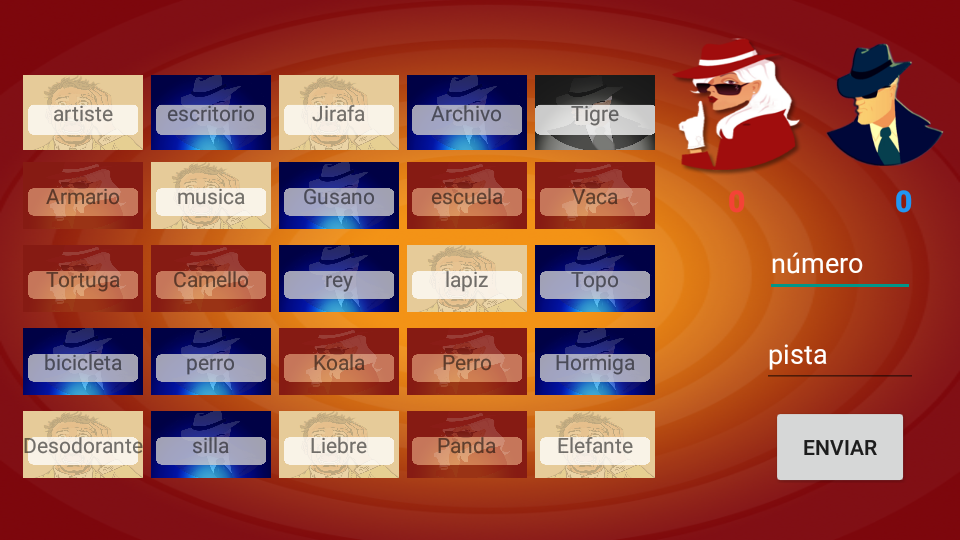 artiste escritorio Jirafa Archivo Tigre
Armario musica Gusano escuela Vaca
0 0
Tortuga Camello rey lapiz Topo
número
bicicleta perro Koala Perro Hormiga
pista
Desodorante silla Liebre Panda Elefante
ENVIAR